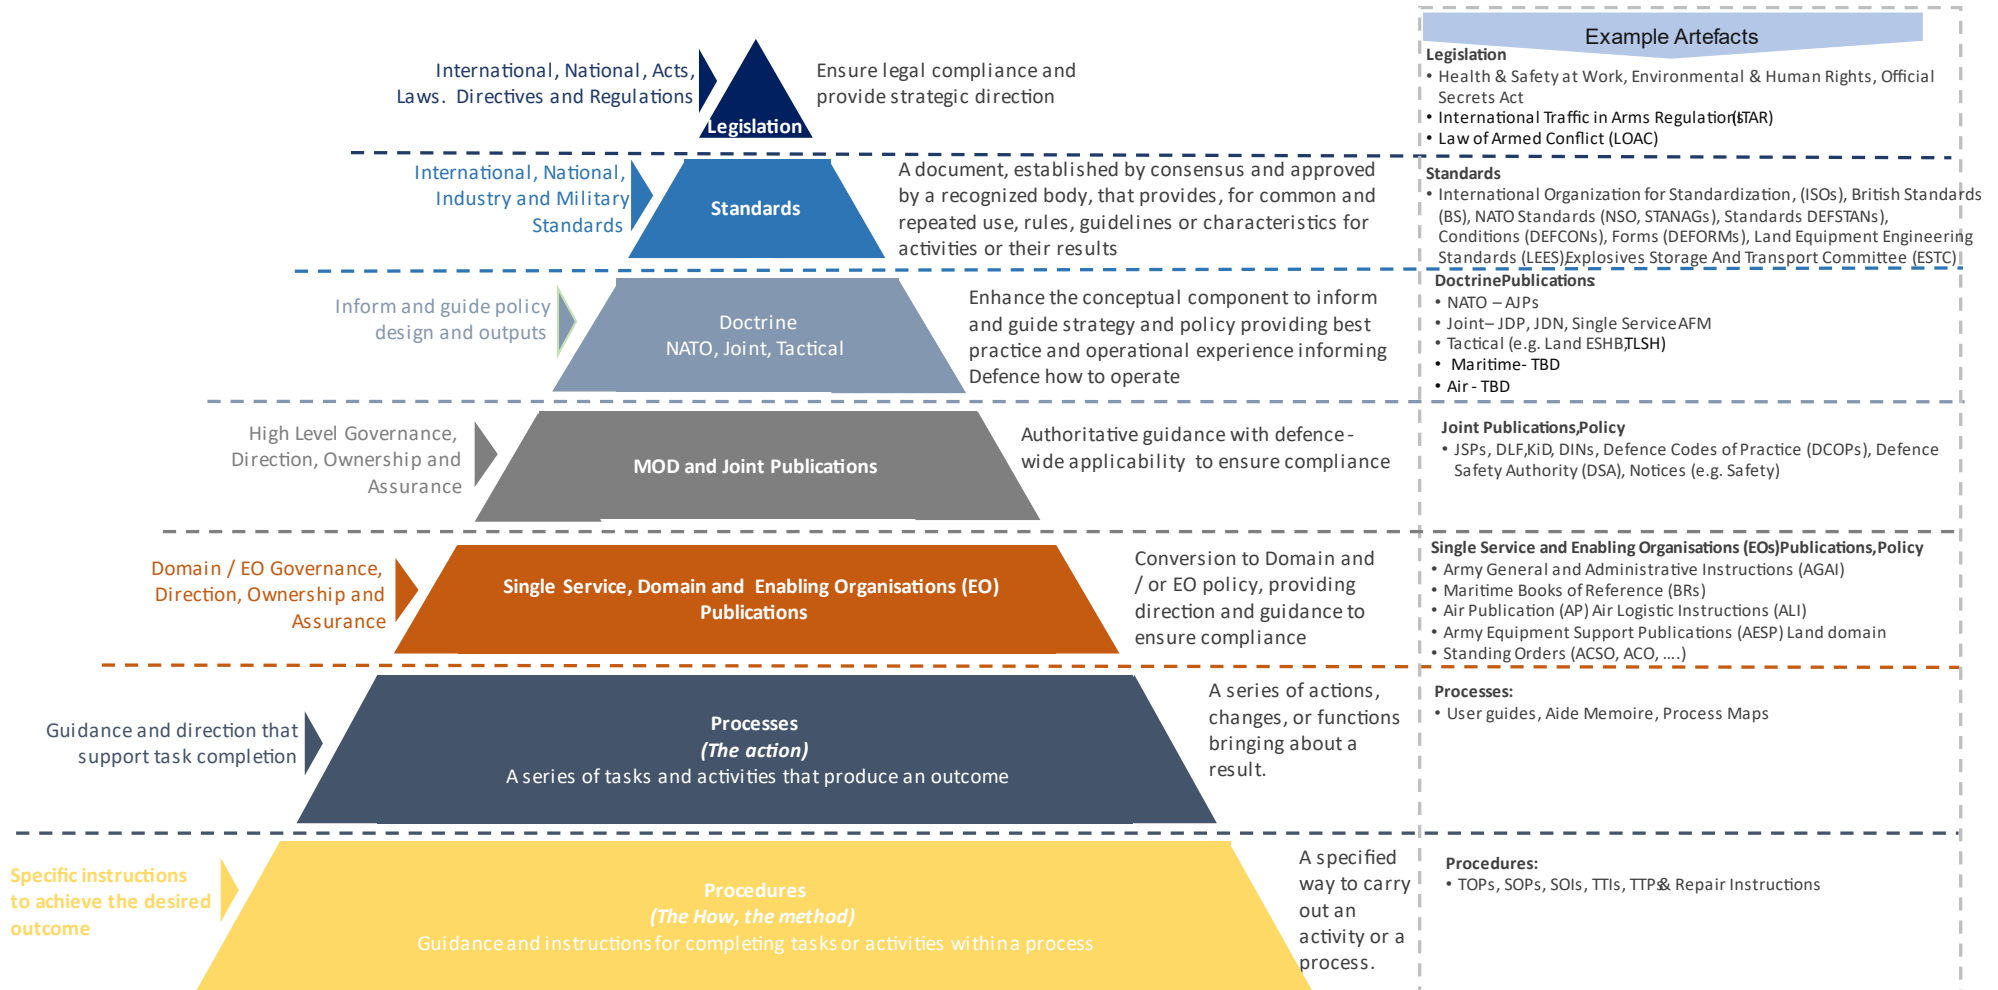 Example Artefacts
International, National, Acts,
Laws. Directives and Regulations
Legislation
Ensure legal compliance and
provide strategic direction
Legislation
• Health & Safety at Work, Environmental & Human Rights, Official
Secrets Act
• International Traffic in Arms Regulations (ITAR)
• Law of Armed Conflict (LOAC)
International, National,
Industry and Military
Standards
Standards
A document, established by consensus and approved
by a recognized body, that provides, for common and
repeated use, rules, guidelines or characteristics for
activities or their results
Standards
• International Organization for Standardization, (ISOs), British Standards
(BS), NATO Standards (NSO, STANAGs), Standards DEFSTANs),
Conditions (DEFCONs), Forms (DEFORMs), Land Equipment Engineering
Standards (LEES),Explosives Storage And Transport Committee (ESTC)
Inform and guide policy
design and outputs
Doctrine
NATO, Joint, Tactical
Enhance the conceptual component to inform
and guide strategy and policy providing best
practice and operational experience informing
Defence how to operate
Doctrine Publications:
• NATO – AJPs
• Joint– JDP, JDN, Single Service AFM
• Tactical (e.g. Land ESHB,TLSH)
• Maritime- TBD
• Air - TBD
High Level Governance,
Direction, Ownership and
Assurance
MOD and Joint Publications
Authoritative guidance with defence-
wide applicability to ensure compliance
Joint Publications,Policy
• JSPs, DLF,KiD, DINs, Defence Codes of Practice (DCOPs), Defence
Safety Authority (DSA), Notices (e.g. Safety)
Domain / EO Governance,
Direction, Ownership and
Assurance
Single Service, Domain and Enabling Organisations (EO)
Publications
Conversion to Domain and
/ or EO policy, providing
direction and guidance to
ensure compliance
Single Service and Enabling Organisations (EOs)Publications,Policy
• Army General and Administrative Instructions (AGAI)
• Maritime Books of Reference (BRs)
• Air Publication (AP) Air Logistic Instructions (ALI)
• Army Equipment Support Publications (AESP) Land domain
• Standing Orders (ACSO, ACO, ....)
Guidance and direction that
support task completion
Processes
(The action)
A series of tasks and activities that produce an outcome
A series of actions,
changes, or functions
bringing about a
result.
Processes:
• User guides, Aide Memoire, Process Maps
Specific instructions
to achieve the desired
outcome
Procedures
(The How, the method)
Guidance and instructions for completing tasks or activities within a process
A specified
way to carry
out an
activity or a
process.
Procedures:
• TOPs, SOPs, SOIs, TTIs, TTPs& Repair Instructions